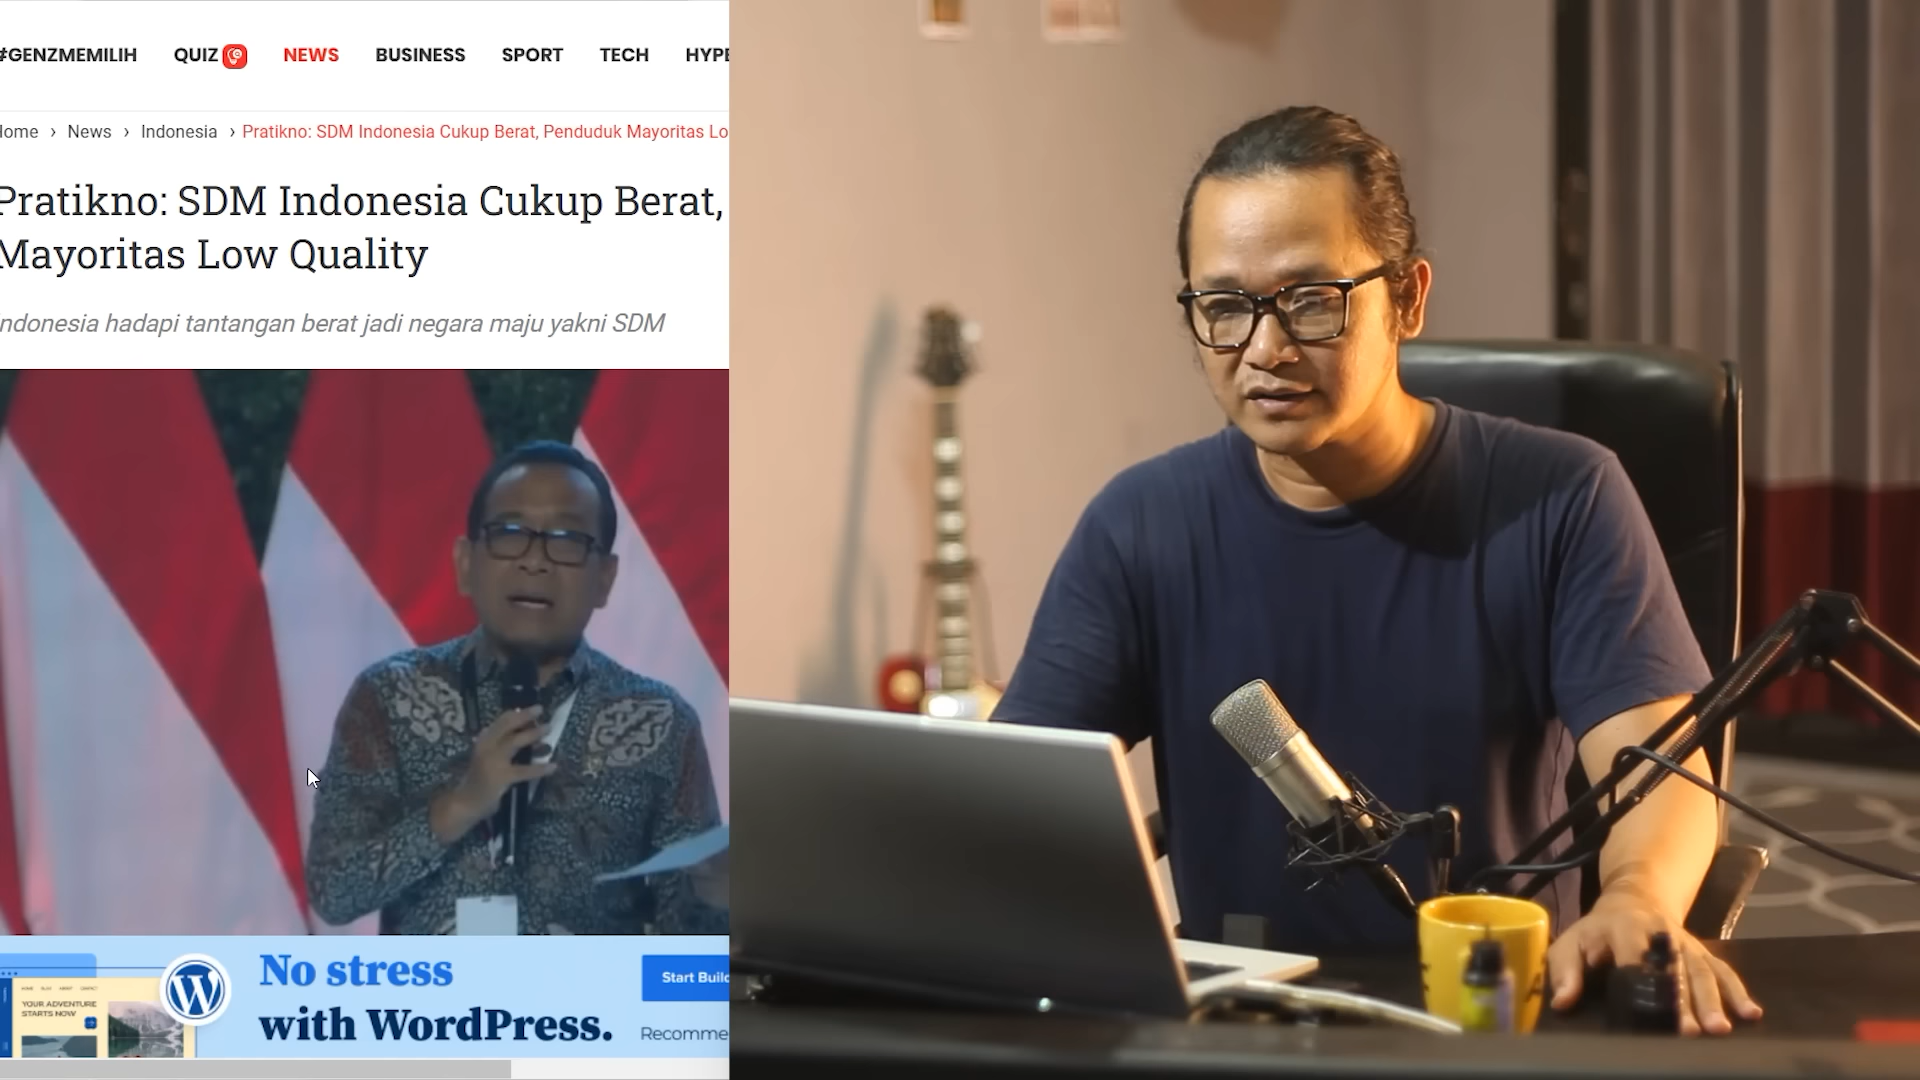 #GENZMEMILIH QUIZ NEWS BUSINESS SPORT TECH HYPE
Home › News › Indonesia › Pratikno: SDM Indonesia Cukup Berat, Penduduk Mayoritas Lo
Pratikno: SDM Indonesia Cukup Berat,
Mayoritas Low Quality
Indonesia hadapi tantangan berat jadi negara maju yakni SDM
YOUR ADVENTURE
STARTS NOW
No stress
with WordPress.
Start Build
Recomme